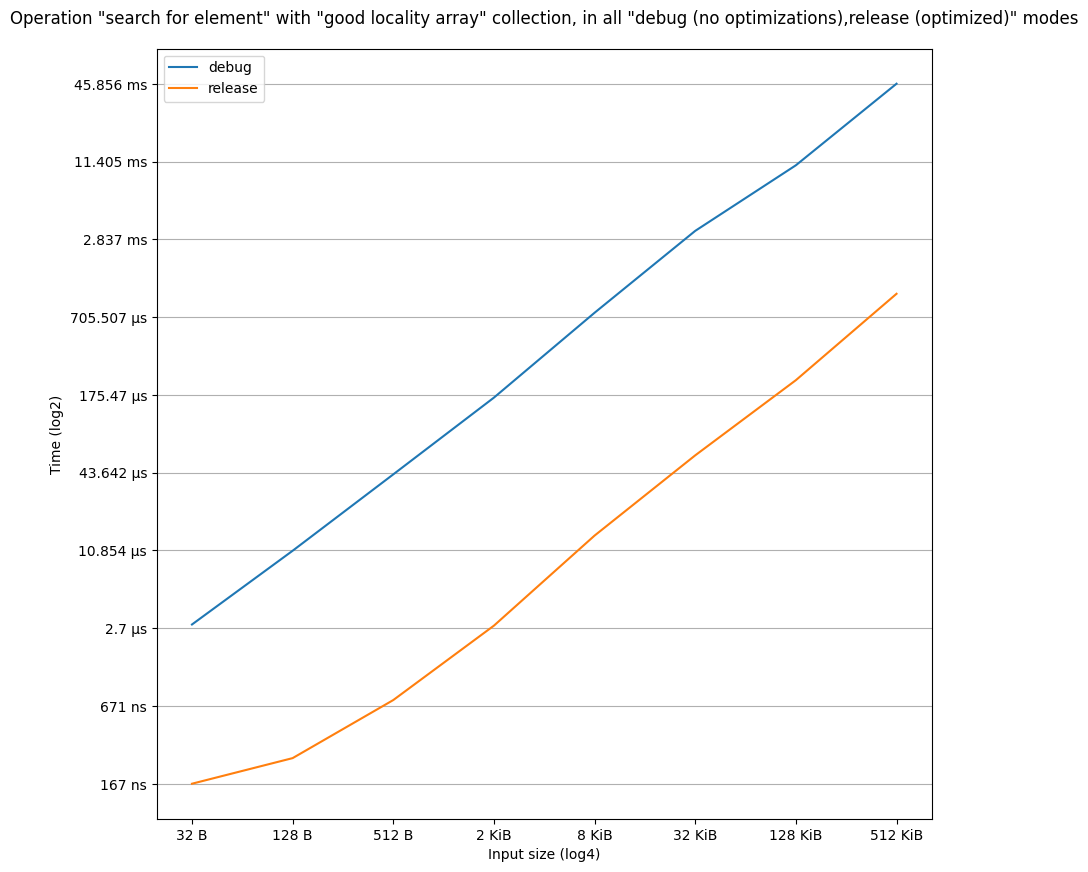 Operation "search for element" with "good locality array" collection, in all "debug (no optimizations),release (optimized)" modes
debug
release
45.856 ms
11.405 ms
2.837 ms
705.507 µs
175.47 µs
43.642 µs
10.854 µs
2.7 µs
671 ns
167 ns
Time (log2)
32 B
128 B
512 B
2 KiB
8 KiB
32 KiB
128 KiB
512 KiB
Input size (log4)